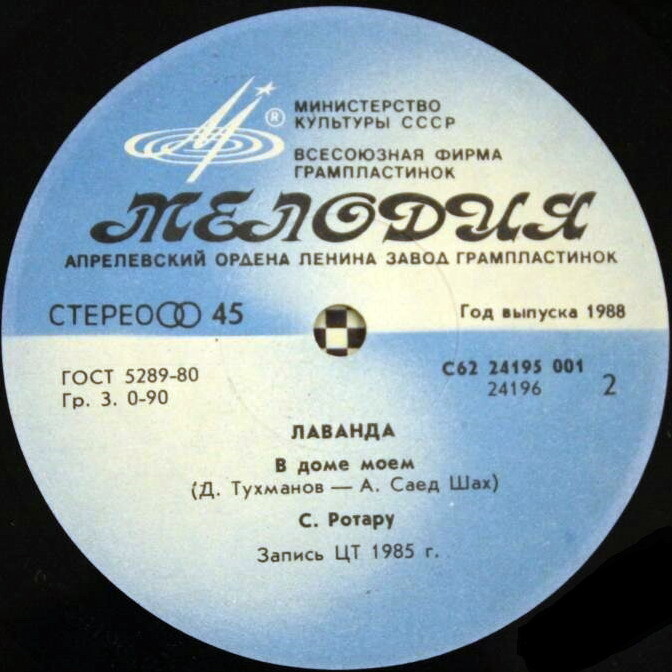 ®
МИНИСТЕРСТВО
КУЛЬТУРЫ СССР
ВСЕСОЮЗНАЯ ФИРМА
ГРАМПЛАСТИНОК
МЕЛОДИЯ
АПРЕЛЕВСКИЙ ОРДЕНА ЛЕНИНА ЗАВОД ГРАМПЛАСТИНОК
СТЕРЕО 45
Год выпуска 1988
ГОСТ 5289-80
Гр. 3. 0-90
С62 24195 001
24196 2
ЛАВАНДА
В доме моем
(Д. Тухманов — А. Саед Шах)
С. Ротару
Запись ЦТ 1985 г.